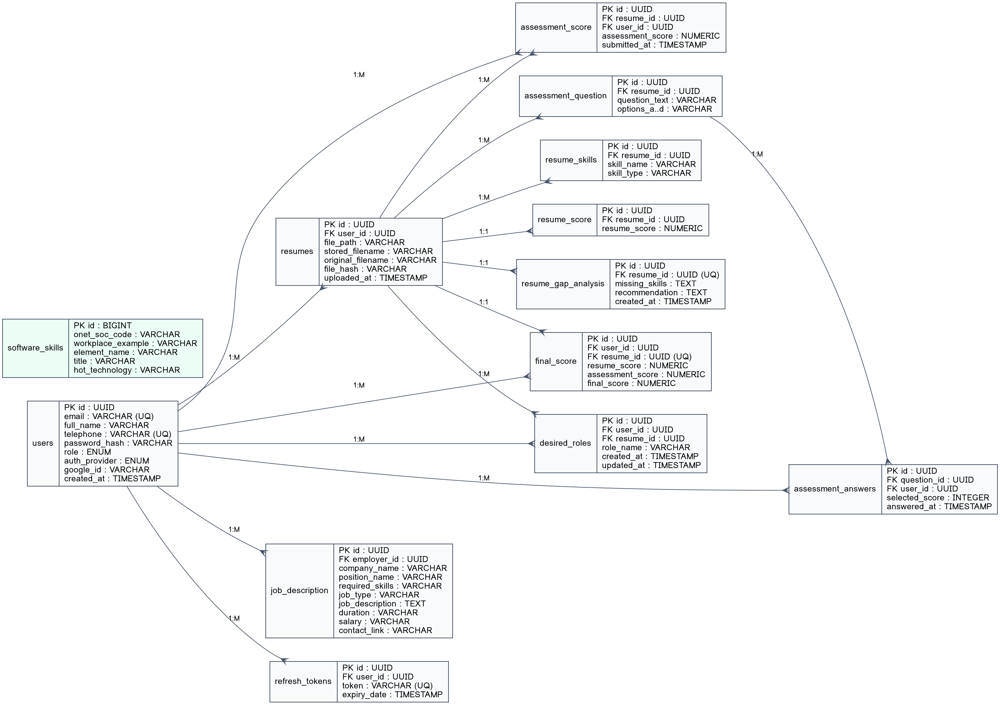 assessment_score
PK id : UUID
FK resume_id : UUID
FK user_id : UUID
assessment_score : NUMERIC
submitted_at : TIMESTAMP
1:M
1:M
assessment_question
PK id : UUID
FK resume_id : UUID
question_text : VARCHAR
options_a..d : VARCHAR
1:M
1:M
resume_skills
PK id : UUID
FK resume_id : UUID
skill_name : VARCHAR
skill_type : VARCHAR
1:M
resume_score
PK id : UUID
FK resume_id : UUID
resume_score : NUMERIC
1:1
resumes
PK id : UUID
FK user_id : UUID
file_path : VARCHAR
stored_filename : VARCHAR
original_filename : VARCHAR
file_hash : VARCHAR
uploaded_at : TIMESTAMP
1:1
resume_gap_analysis
PK id : UUID
FK resume_id : UUID (UQ)
missing_skills : TEXT
recommendation : TEXT
created_at : TIMESTAMP
1:1
software_skills
PK id : BIGINT
onet_soc_code : VARCHAR
workplace_example : VARCHAR
element_name : VARCHAR
title : VARCHAR
hot_technology : VARCHAR
1:M
final_score
PK id : UUID
FK user_id : UUID
FK resume_id : UUID (UQ)
resume_score : NUMERIC
assessment_score : NUMERIC
final_score : NUMERIC
1:M
1:M
users
PK id : UUID
email : VARCHAR (UQ)
full_name : VARCHAR
telephone : VARCHAR (UQ)
password_hash : VARCHAR
role : ENUM
auth_provider : ENUM
google_id : VARCHAR
created_at : TIMESTAMP
1:M
desired_roles
PK id : UUID
FK user_id : UUID
FK resume_id : UUID
role_name : VARCHAR
created_at : TIMESTAMP
updated_at : TIMESTAMP
1:M
assessment_answers
PK id : UUID
FK question_id : UUID
FK user_id : UUID
selected_score : INTEGER
answered_at : TIMESTAMP
1:M
job_description
PK id : UUID
FK employer_id : UUID
company_name : VARCHAR
position_name : VARCHAR
required_skills : VARCHAR
job_type : VARCHAR
job_description : TEXT
duration : VARCHAR
salary : VARCHAR
contact_link : VARCHAR
1:M
refresh_tokens
PK id : UUID
FK user_id : UUID
token : VARCHAR (UQ)
expiry_date : TIMESTAMP